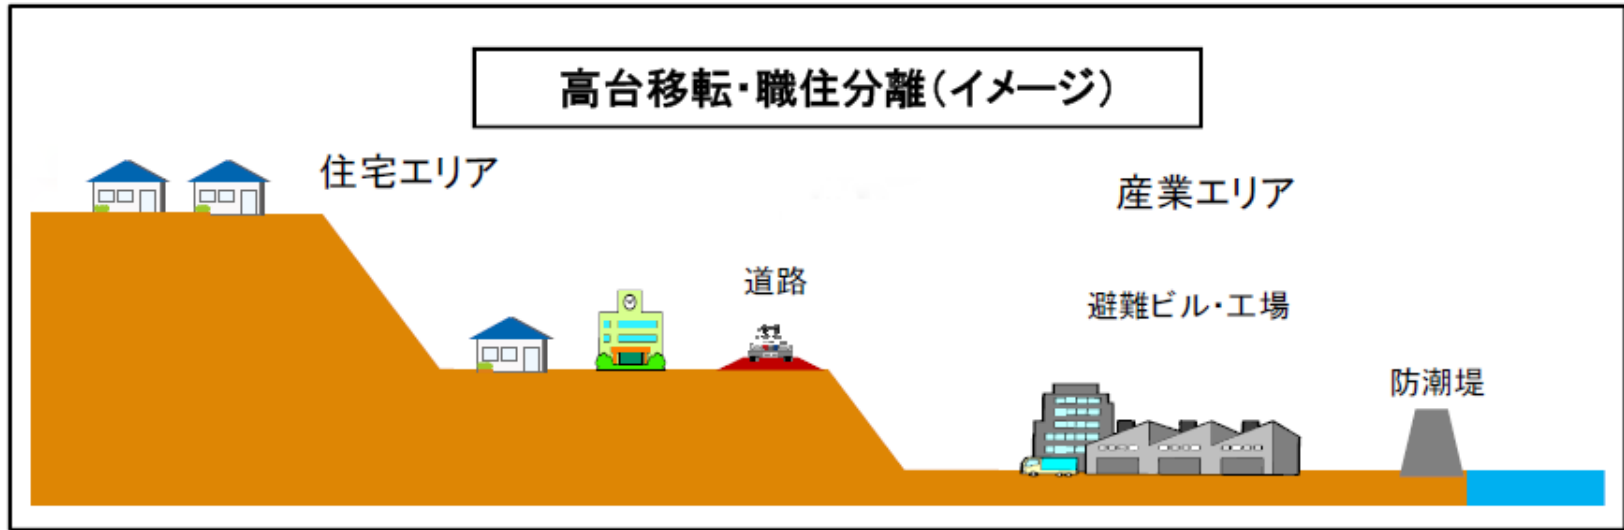 高台移転・職住分離(イメージ)
住宅エリア
産業エリア
道路
避難ビル・工場
防潮堤